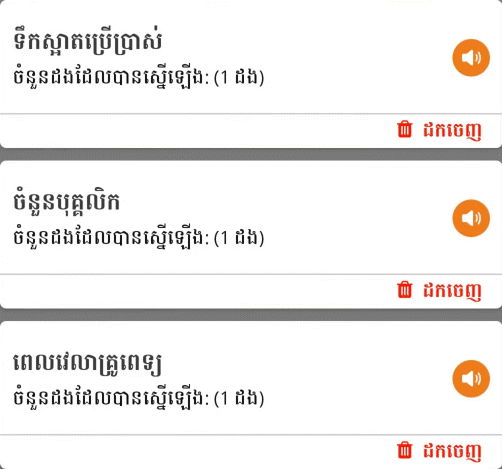 ទឹកស្អាតប្រើប្រាស់
ចំនួនដងដែលបានស្នើឡើង: (1 ដង)
ដកចេញ
ចំនួនបុគ្គលិក
ចំនួនដងដែលបានស្នើឡើង: (1 ដង)
ដកចេញ
ពេលវេលាគ្រូពេទ្យ
ចំនួនដងដែលបានស្នើឡើង: (1 ដង)
ដកចេញ